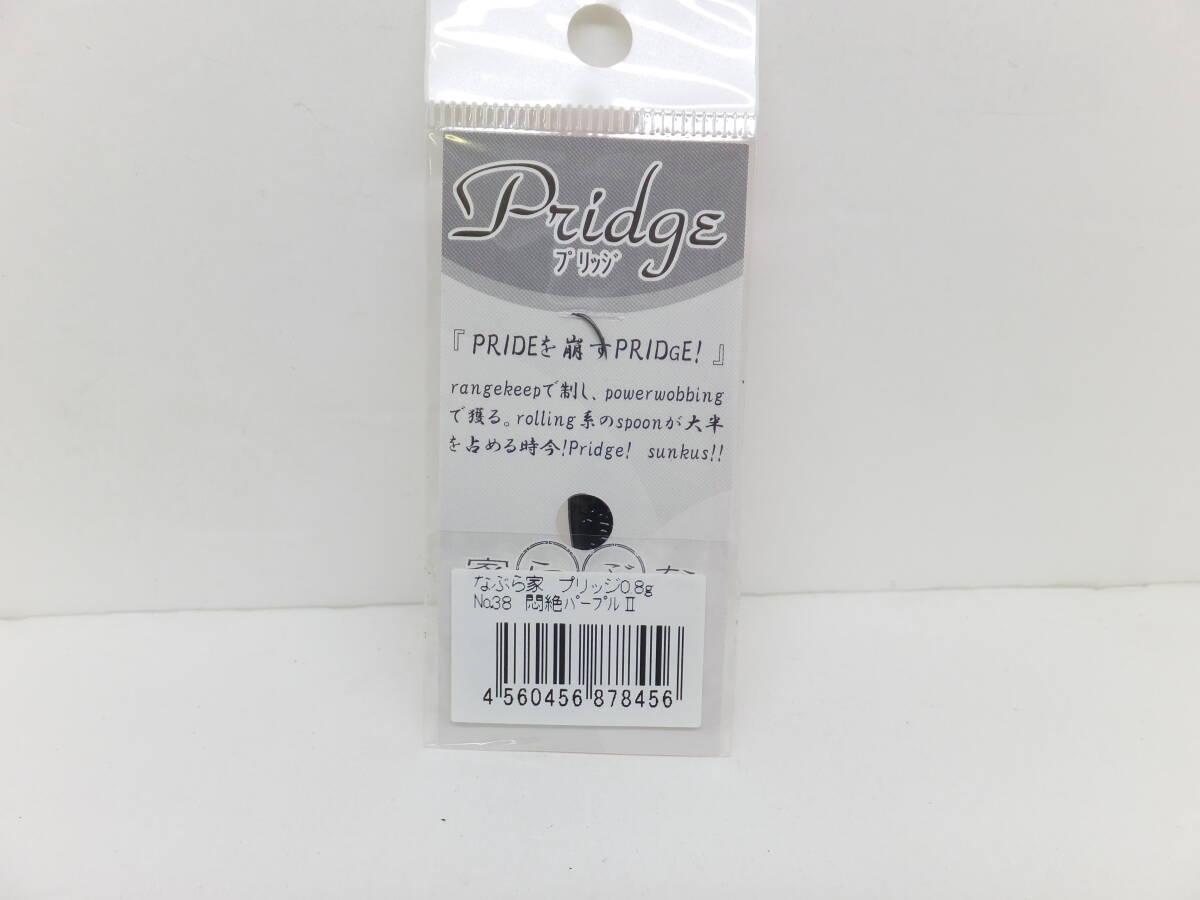 Pridge
プリッジ
『PRIDEを崩すPRIDGE!』
rangekeepで制し、powerwobbing
で獲る。rolling系のspoonが大半
を占める時今!Pridge! sunkus!!
なぶら家 プリッジ0.8g
No.38 悶絶パープルⅡ
4 560456 878456